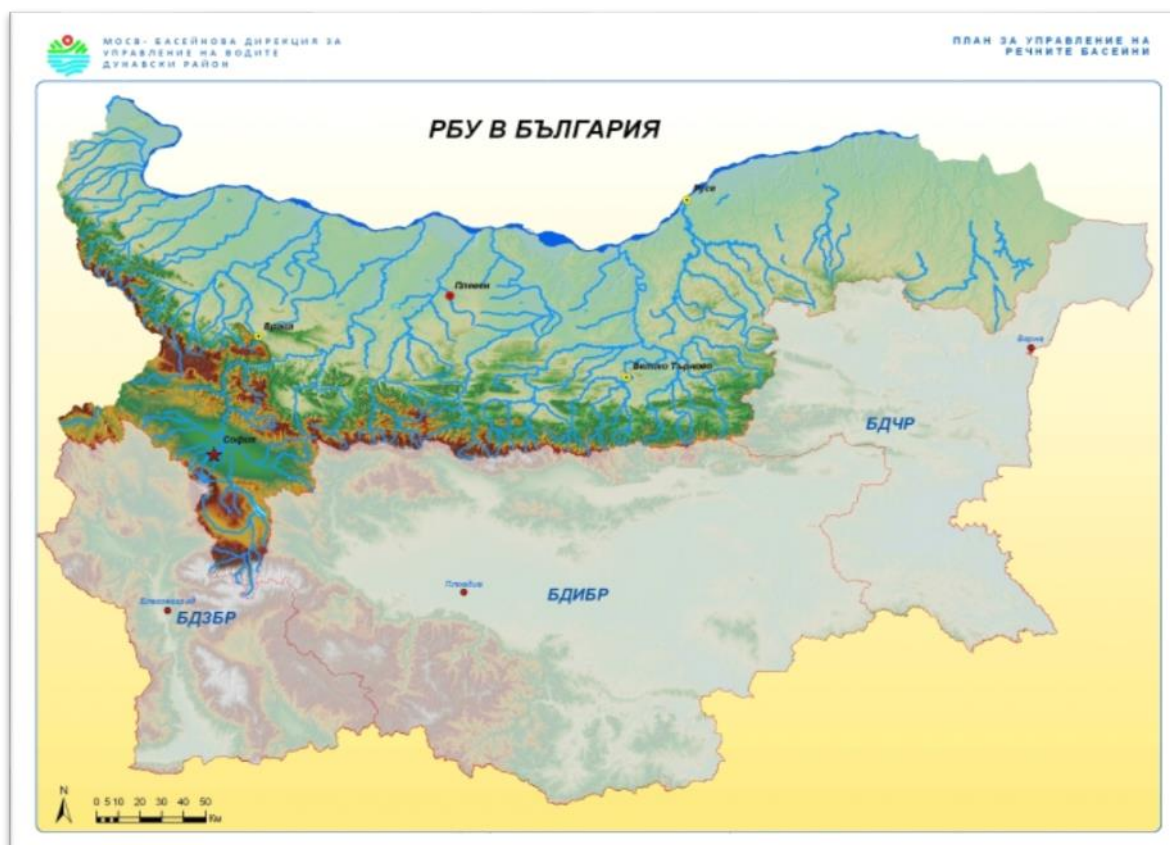 МОСВ- БАСЕЙНОВА ДИРЕКЦИЯ ЗА
УПРАВЛЕНИЕ НА ВОДИТЕ
ДУНАВСКИ РАЙОН
ПЛАН ЗА УПРАВЛЕНИЕ НА
РЕЧНИТЕ БАСЕЙНИ
РБУ В БЪЛГАРИЯ
Русе
Плевен
Враца
Варна
Велико Търново
БДЧР
София
Пловдив
БДИБР
Благоевград
БДЗБР
N
0 5 10 20 30 40 50
Км